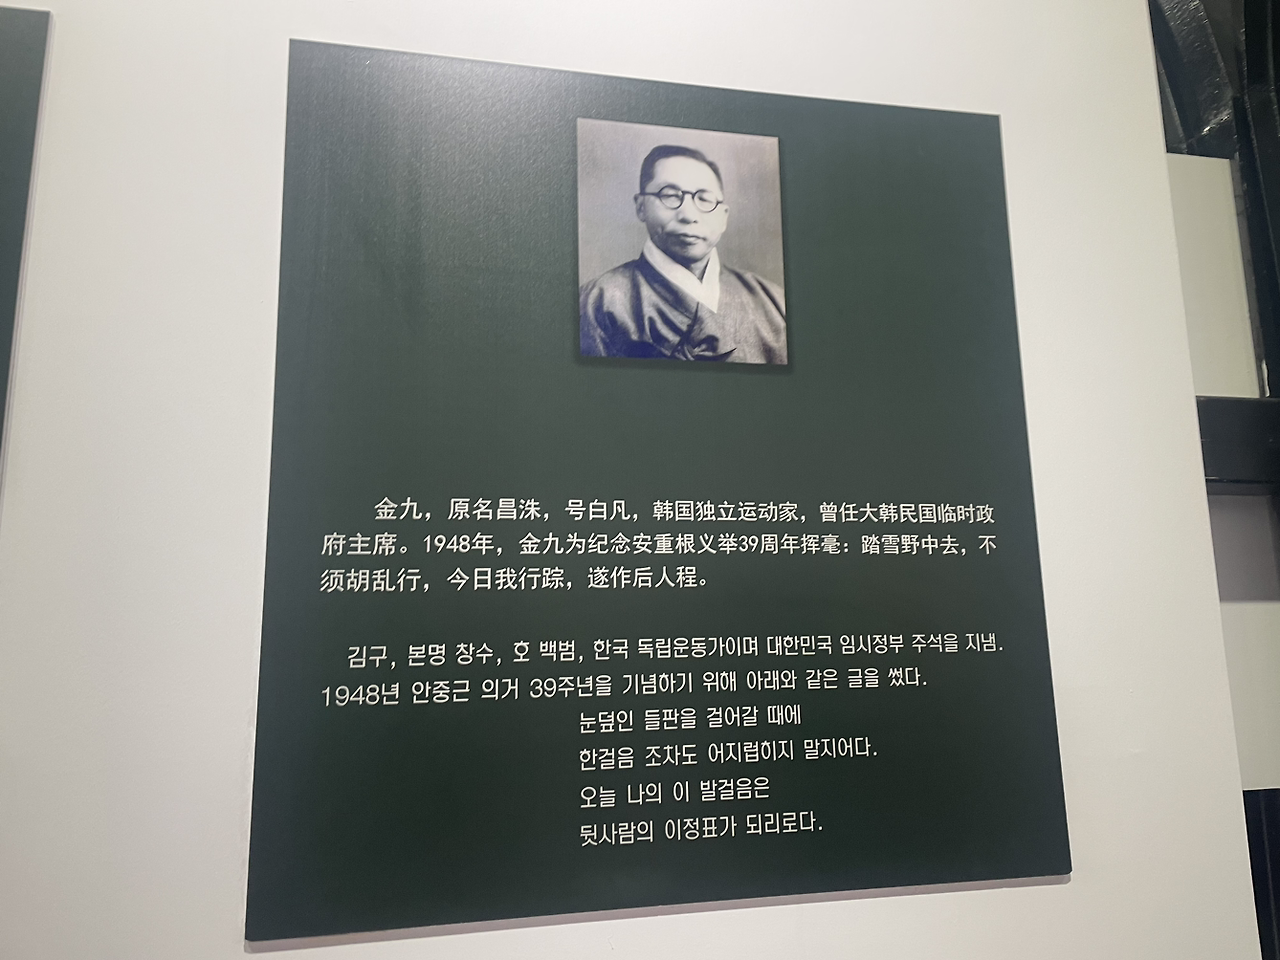 金九，原名昌洙，号白凡，韩国独立运动家，曾任大韩民国临时政
府主席。1948年，金九为纪念安重根义举39周年挥毫：踏雪野中去，不
须胡乱行，今日我行踪，遂作后人程。
김구, 본명 창수, 호 백범, 한국 독립운동가이며 대한민국 임시정부 주석을 지냄.
1948년 안중근 의거 39주년을 기념하기 위해 아래와 같은 글을 썼다.
눈덮인 들판을 걸어갈 때에
한걸음 조차도 어지럽히지 말지어다.
오늘 나의 이 발걸음은
뒷사람의 이정표가 되리로다.